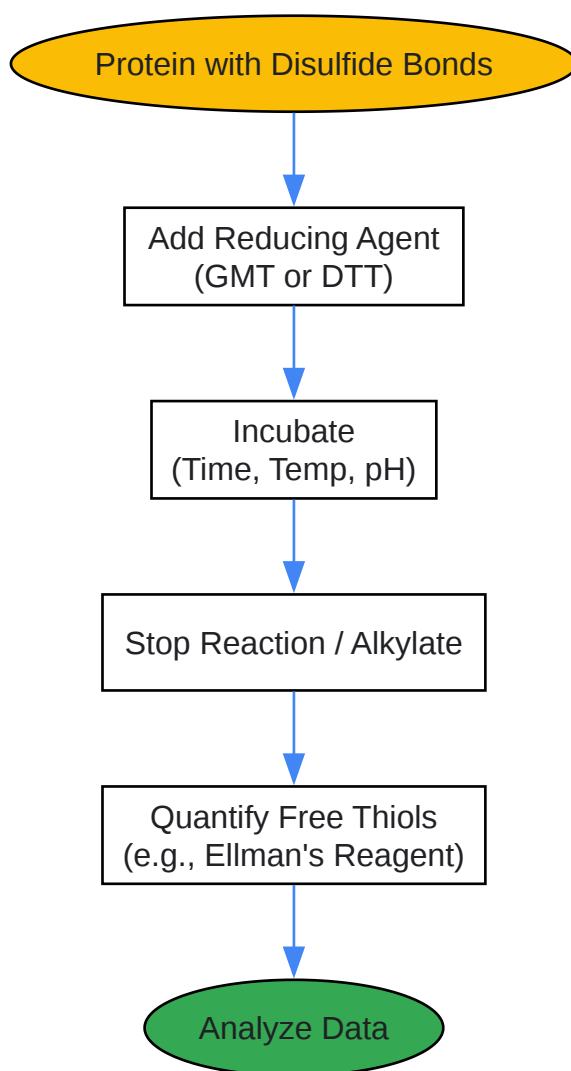 Protein with Disulfide Bonds
Add Reducing Agent
(GMT or DTT)
Incubate
(Time, Temp, pH)
Stop Reaction / Alkylate
Quantify Free Thiols
(e.g., Ellman's Reagent)
Analyze Data